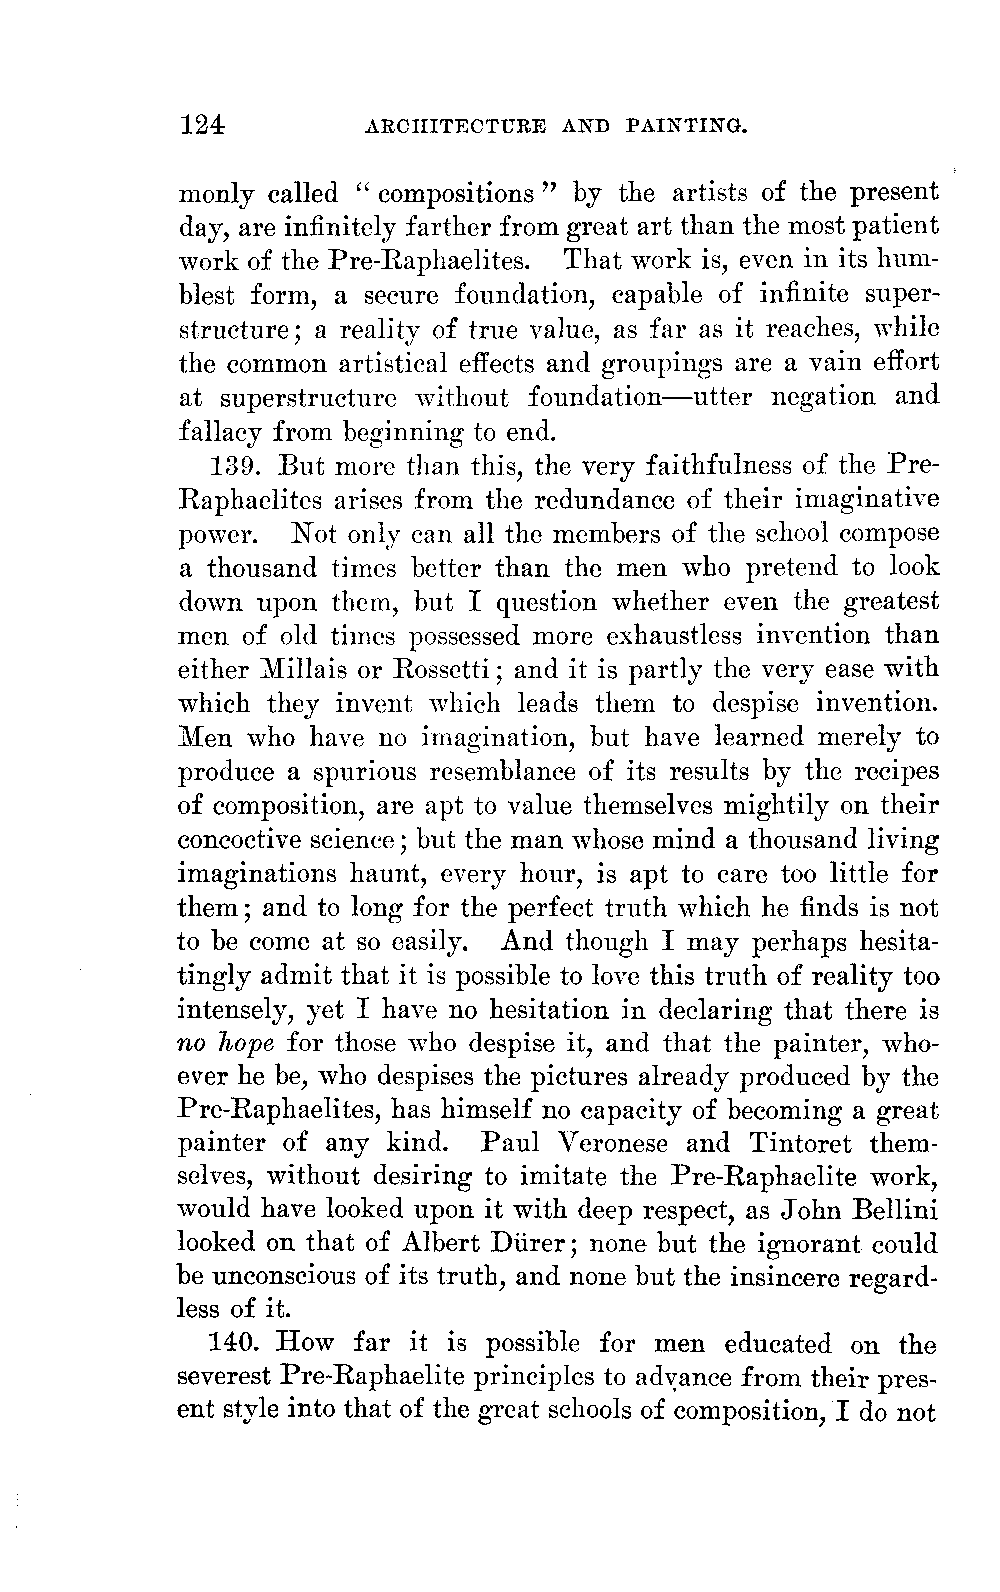 124 ARCHITECTURE AND PAINTING.
monly called “ compositions ” by the artists of the present
day, are infinitely farther from great art than the most patient
work of the Pre-Raphaelites. That work is, even in its hum-
blest form, a secure foundation, capable of infinite super-
structure; a reality of true value, as far as it reaches, while
the common artistical effects and groupings are a vain effort
at superstructure without foundation—utter negation and
fallacy from beginning to end.
139. But more than this, the very faithfulness of the Pre-
Raphaelites arises from the redundance of their imaginative
power. Not only can all the members of the school compose
a thousand times better than the men who pretend to look
down upon them, but I question whether even the greatest
men of old times possessed more exhaustless invention than
either Millais or Rossetti; and it is partly the very ease with
which they invent which leads them to despise invention.
Men who have no imagination, but have learned merely to
produce a spurious resemblance of its results by the recipes
of composition, are apt to value themselves mightily on their
concoctive science; but the man whose mind a thousand living
imaginations haunt, every hour, is apt to care too little for
them; and to long for the perfect truth which he finds is not
to be come at so easily. And though I may perhaps hesita-
tingly admit that it is possible to love this truth of reality too
intensely, yet I have no hesitation in declaring that there is
no hope for those who despise it, and that the painter, who-
ever he be, who despises the pictures already produced by the
Pre-Raphaelites, has himself no capacity of becoming a great
painter of any kind. Paul Veronese and Tintoret them-
selves, without desiring to imitate the Pre-Raphaelite work,
would have looked upon it with deep respect, as John Bellini
looked on that of Albert Dürer; none but the ignorant could
be unconscious of its truth, and none but the insincere regard-
less of it.
140. How far it is possible for men educated on the
severest Pre-Raphaelite principles to advance from their pres-
ent style into that of the great schools of composition, I do not